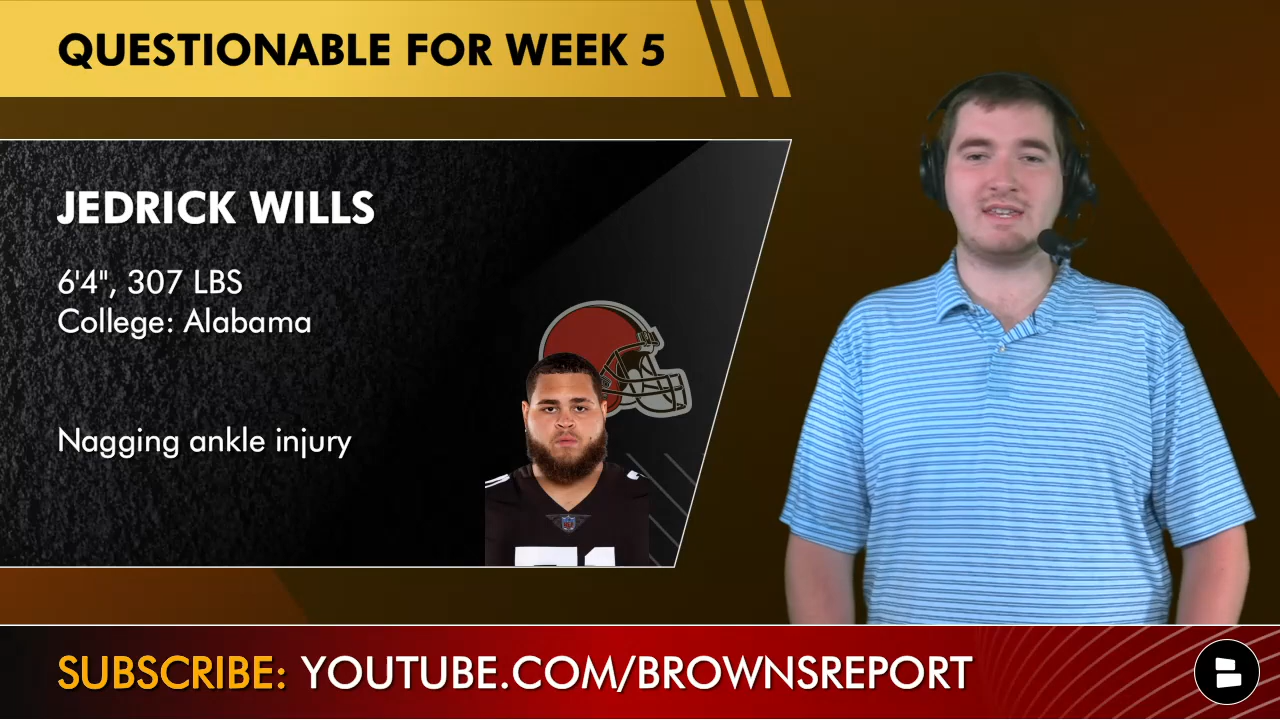 QUESTIONABLE FOR WEEK 5
JEDRICK WILLS
6'4", 307 LBS
College: Alabama
Nagging ankle injury
SUBSCRIBE: YOUTUBE.COM/BROWNSREPORT